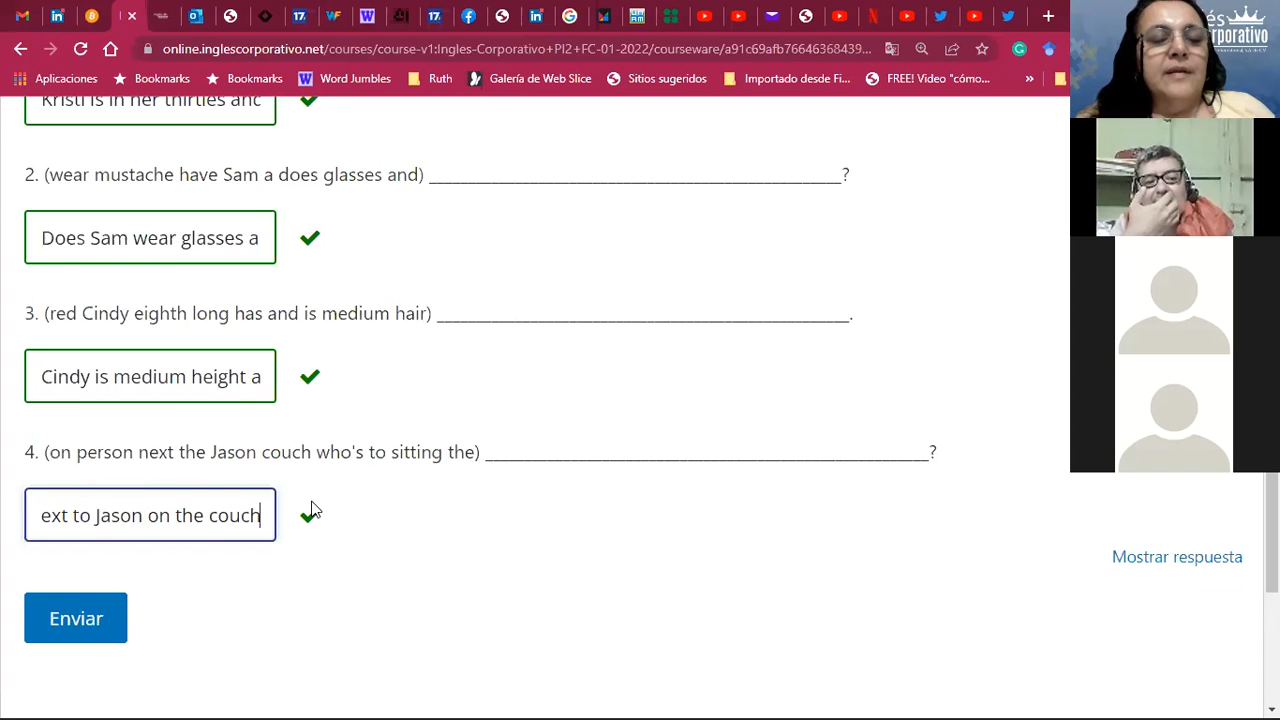 online.inglescorporativo.net/courses/course-v1:Ingles-Corporativo+PI2+FC-01-2022/courseware/a91c69afb76646368439...
Aplicaciones Bookmarks Bookmarks Word Jumbles Ruth Galería de Web Slice Sitios sugeridos Importado desde Fi... FREE! Video "cómo... »
Kristi is in her thirties and
2. (wear mustache have Sam a does glasses and) ______________________________________________?
Does Sam wear glasses a
3. (red Cindy eighth long has and is medium hair) ______________________________________________.
Cindy is medium height a
4. (on person next the Jason couch who's to sitting the) _________________________________________________?
ext to Jason on the couch
Mostrar respuesta
Enviar